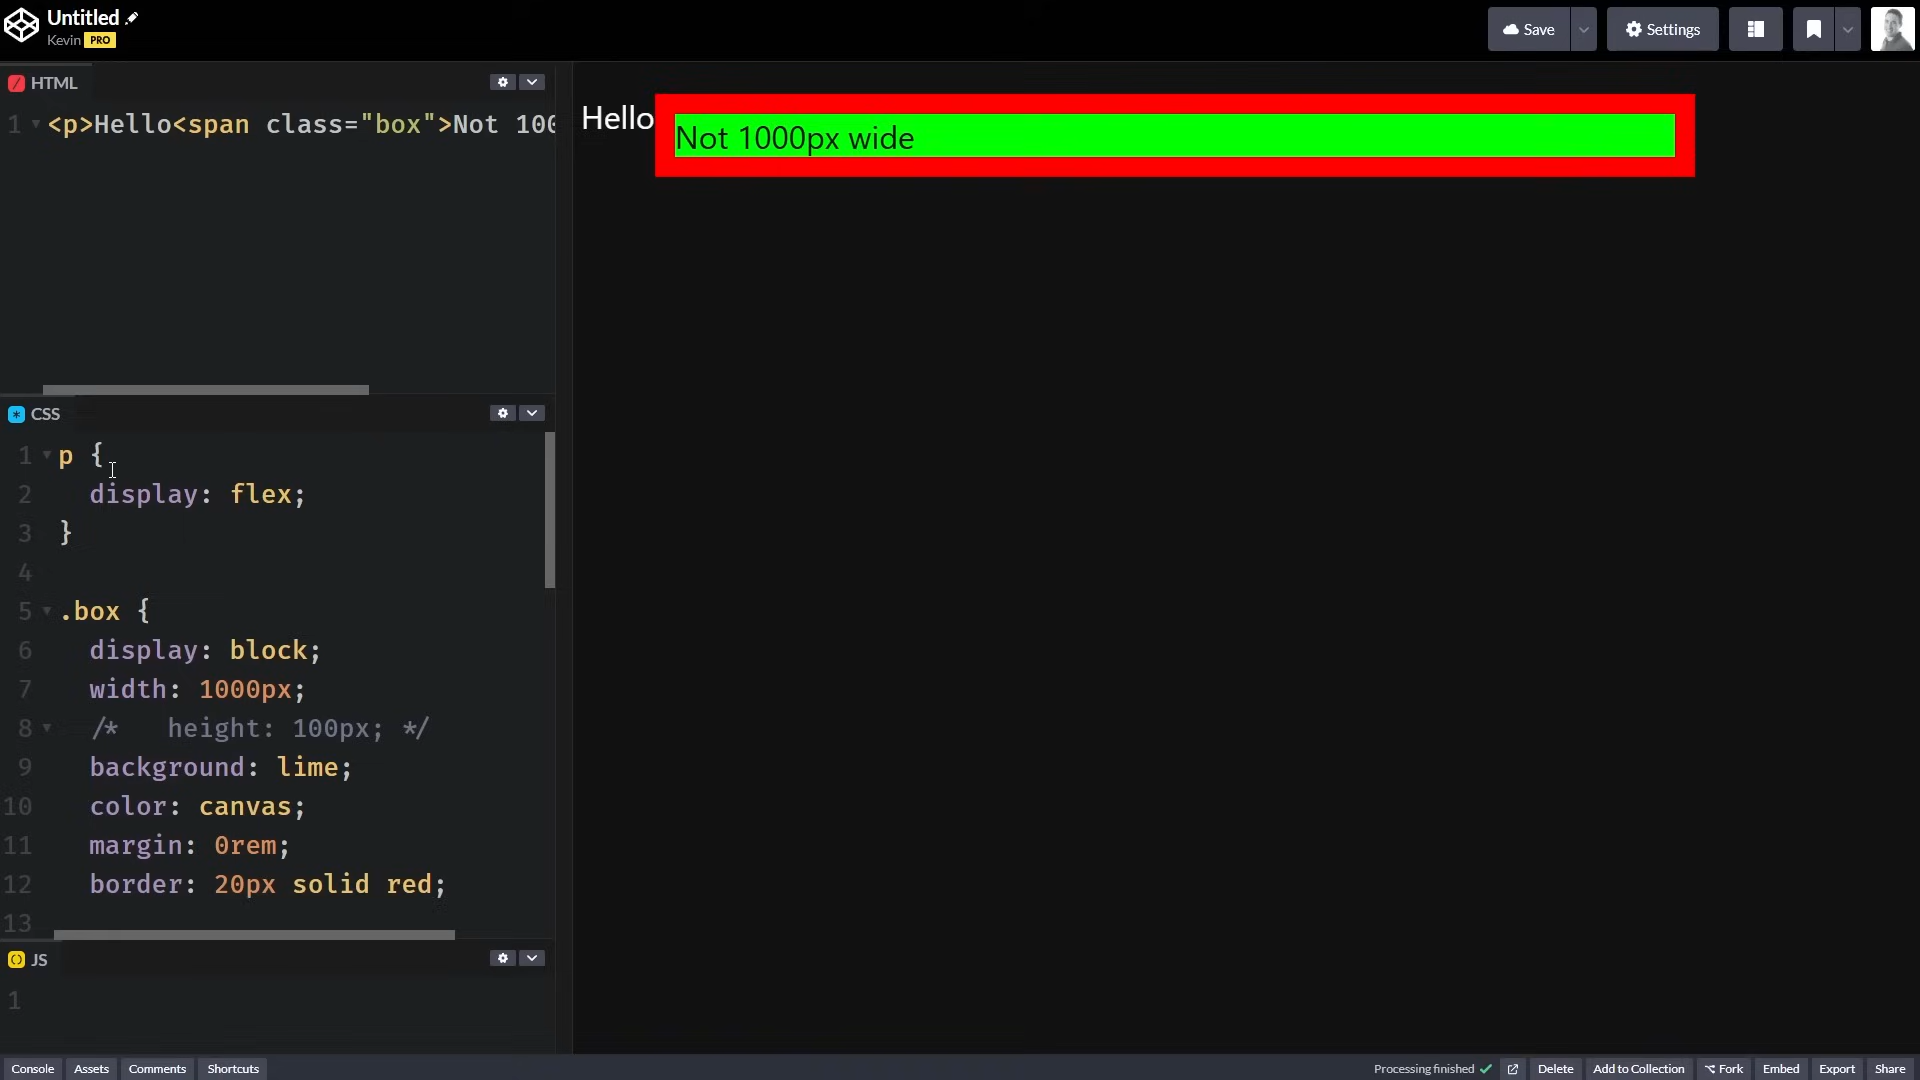 Untitled
Kevin PRO
Save
Settings
HTML
1 <p>Hello<span class="box">Not 100
Hello
Not 1000px wide
CSS
1 p {
2 display: flex;
3 }
4
5 .box {
6 display: block;
7 width: 1000px;
8 /* height: 100px; */
9 background: lime;
10 color: canvas;
11 margin: 0rem;
12 border: 20px solid red;
13
JS
1
Console Assets Comments Shortcuts
Processing finished Delete Add to Collection Fork Embed Export Share